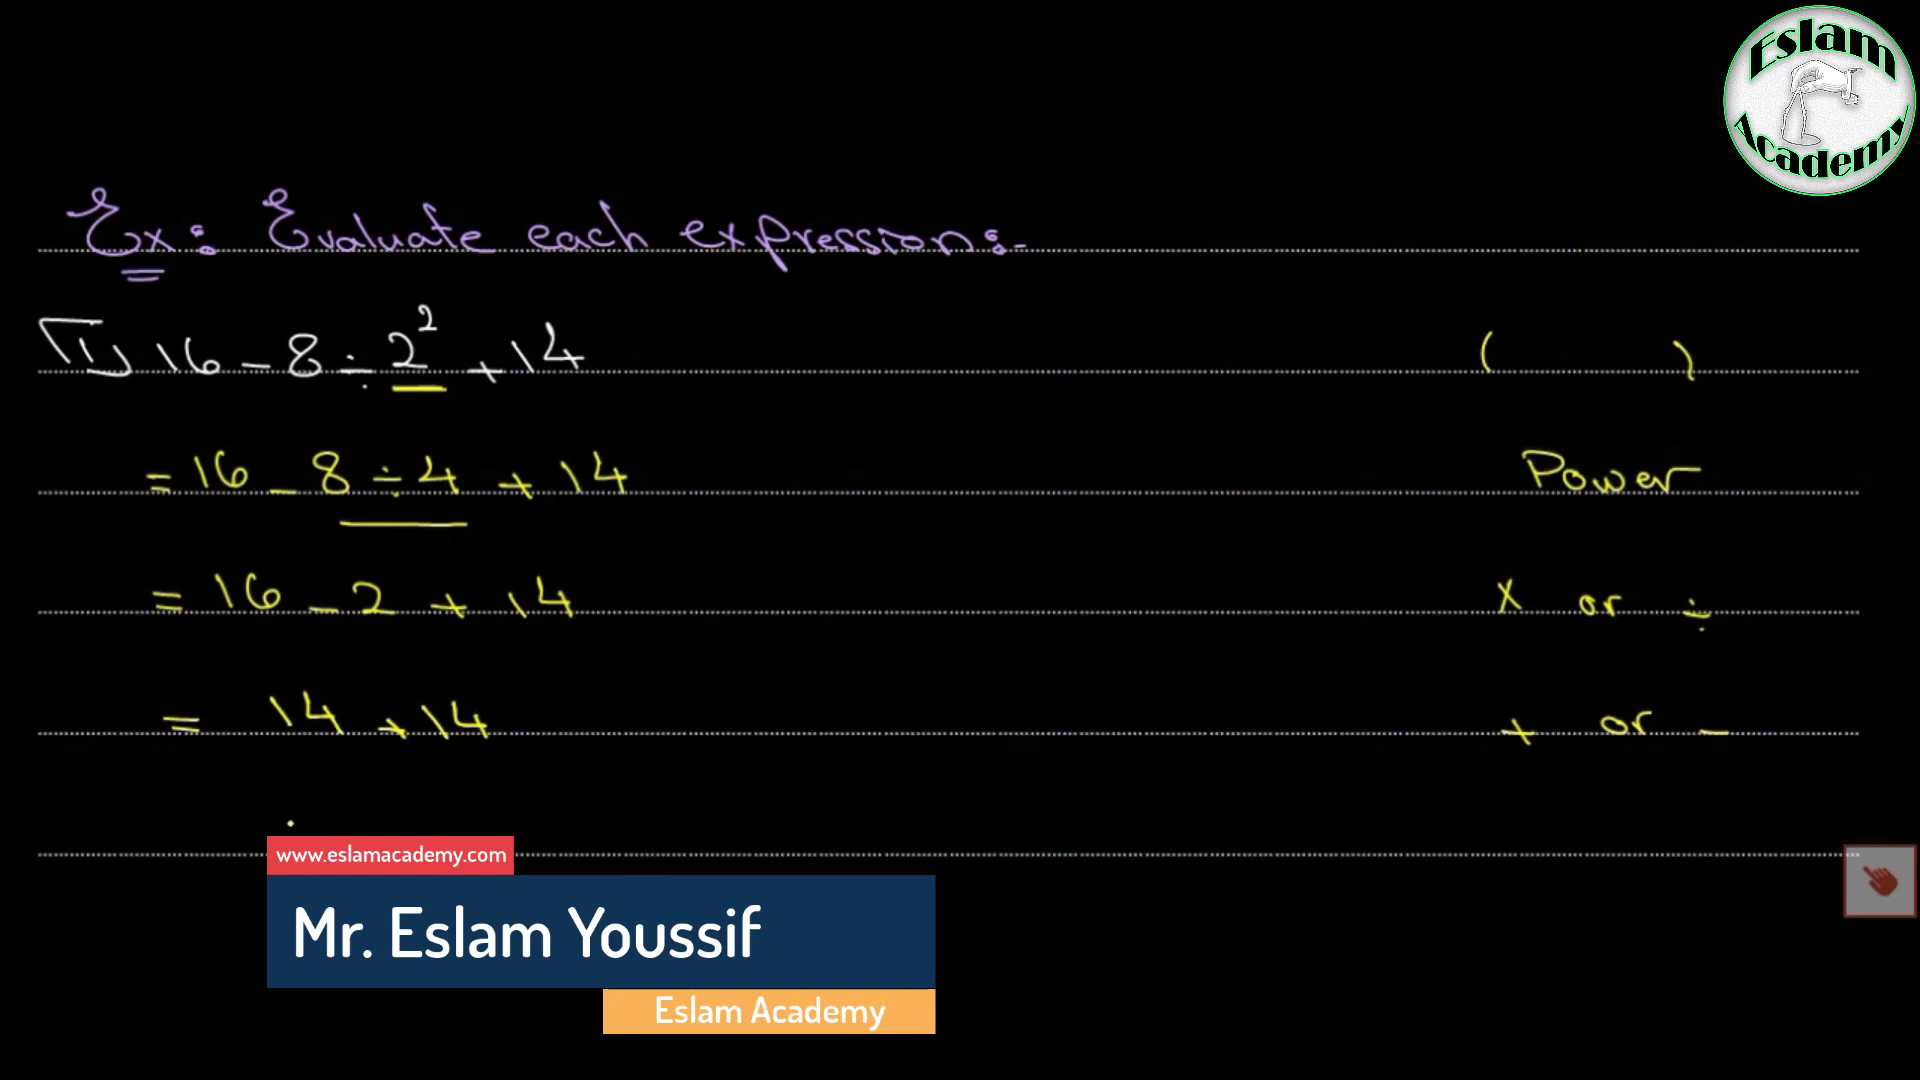 Eslam
Academy
Ex: Evaluate each expression:-
[1] 16 - 8 ÷ 2² + 14
( )
= 16 - 8 ÷ 4 + 14
Power
= 16 - 2 + 14
× or ÷
= 14 + 14
+ or -
www.eslamacademy.com
Mr. Eslam Youssif
Eslam Academy